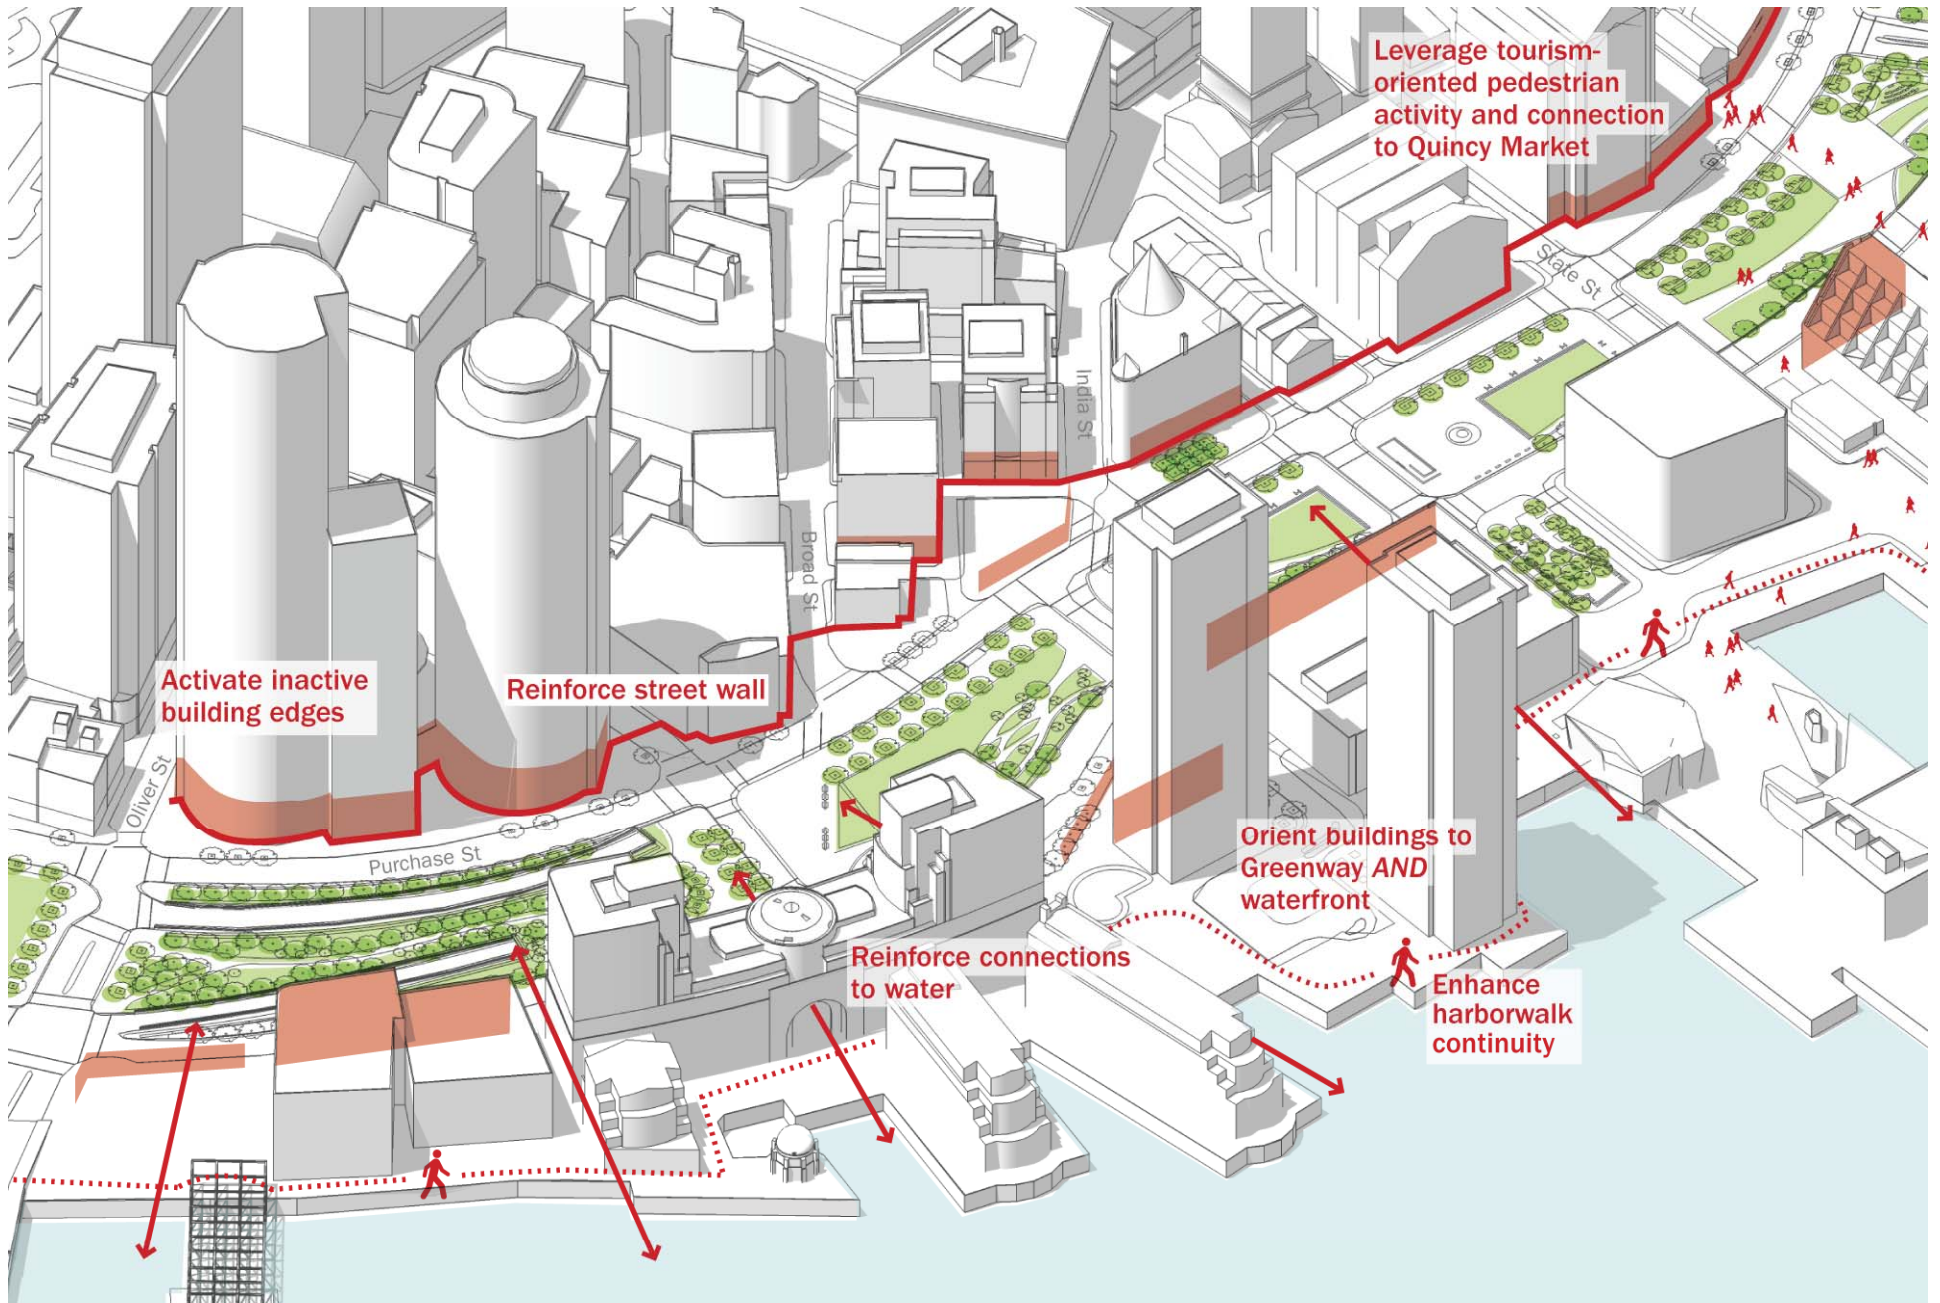 Leverage tourism-
oriented pedestrian
activity and connection
to Quincy Market
State St
India St
Broad St
Activate inactive
building edges
Reinforce street wall
Oliver St
Purchase St
Orient buildings to
Greenway AND
waterfront
Reinforce connections
to water
Enhance
harborwalk
continuity